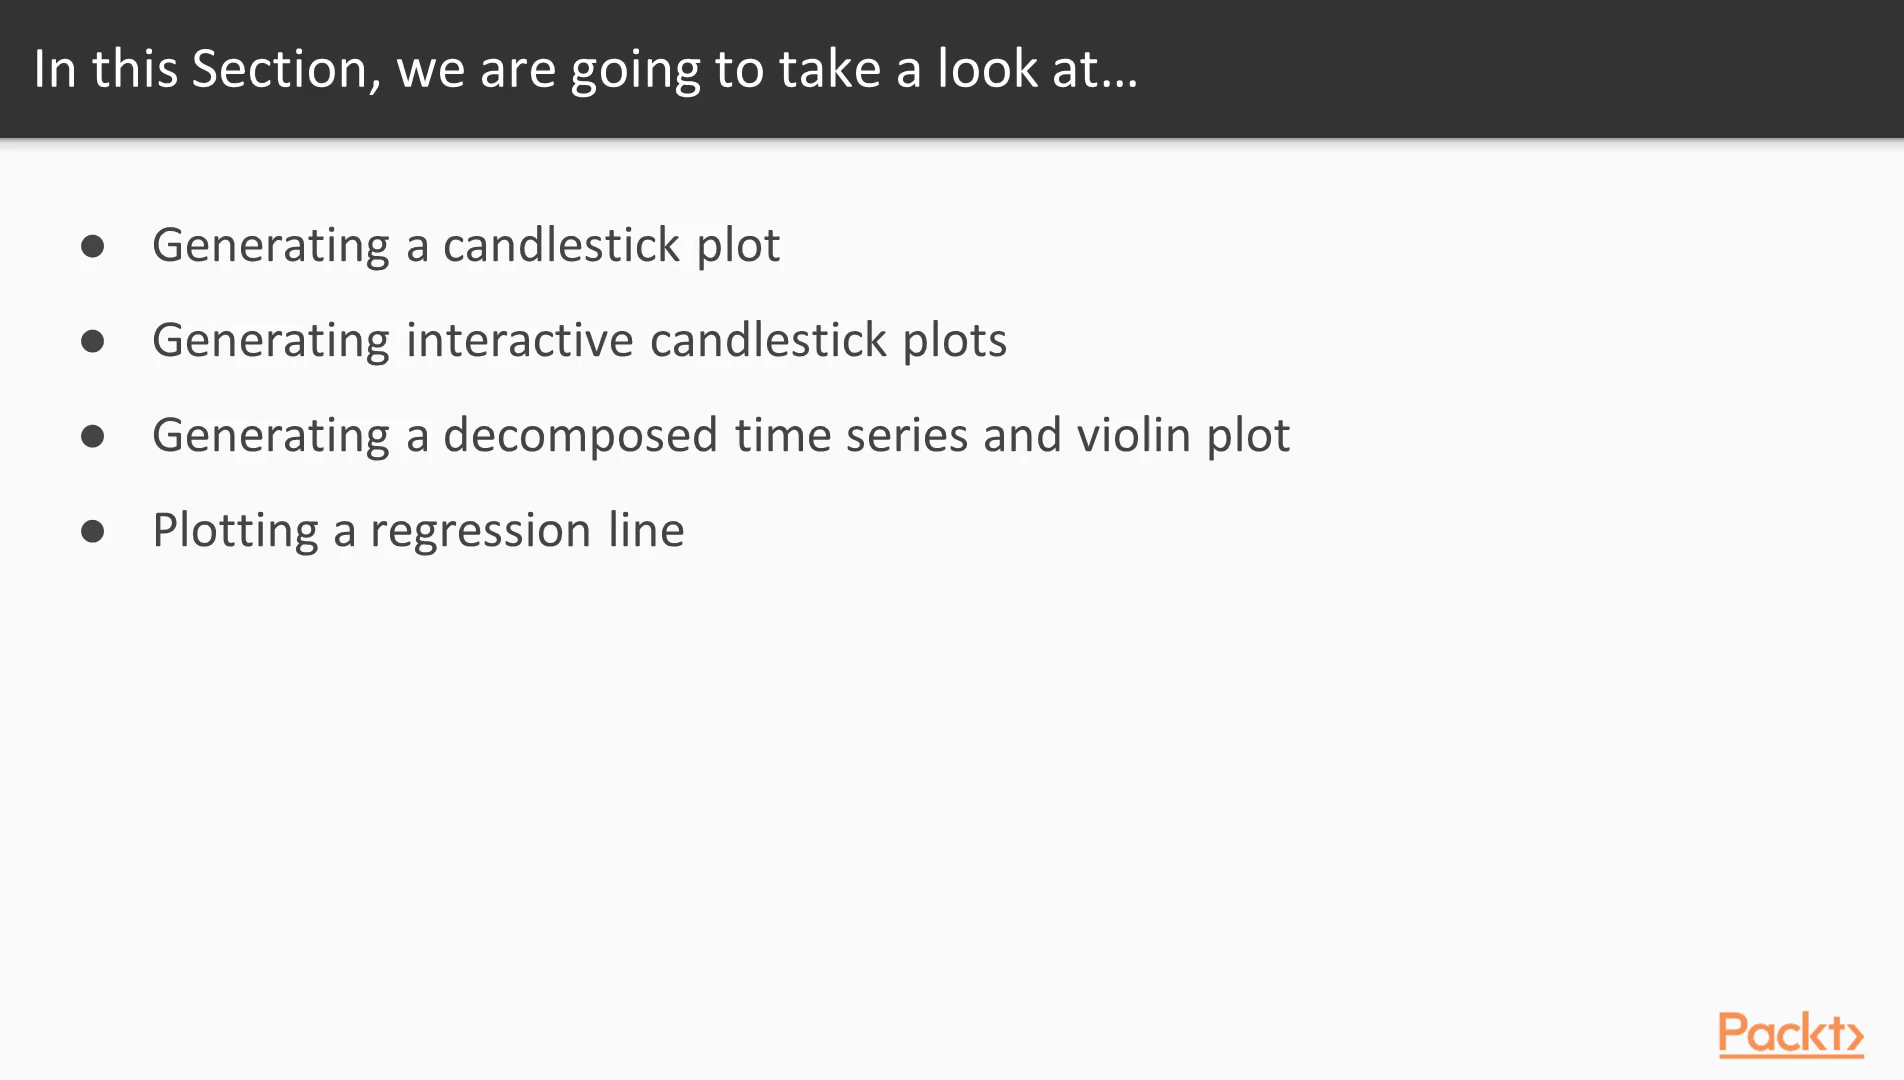 In this Section, we are going to take a look at...
● Generating a candlestick plot
● Generating interactive candlestick plots
● Generating a decomposed time series and violin plot
● Plotting a regression line
Packt>